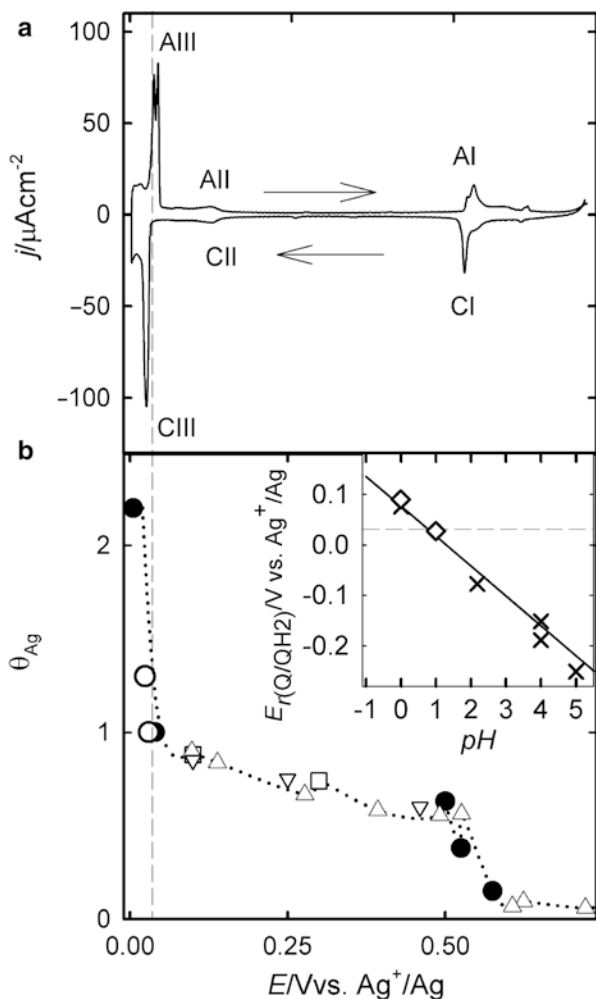 a
100
50
0
-50
-100
j/µAcm⁻²
AIII
AII
AI
CII
CI
CIII
b
2
1
0
θAg
0.00
0.25
0.50
E/Vvs. Ag⁺/Ag
0.1
0.0
-0.1
-0.2
Er(Q/QH2)/V vs. Ag⁺/Ag
-1 0 1 2 3 4 5
pH